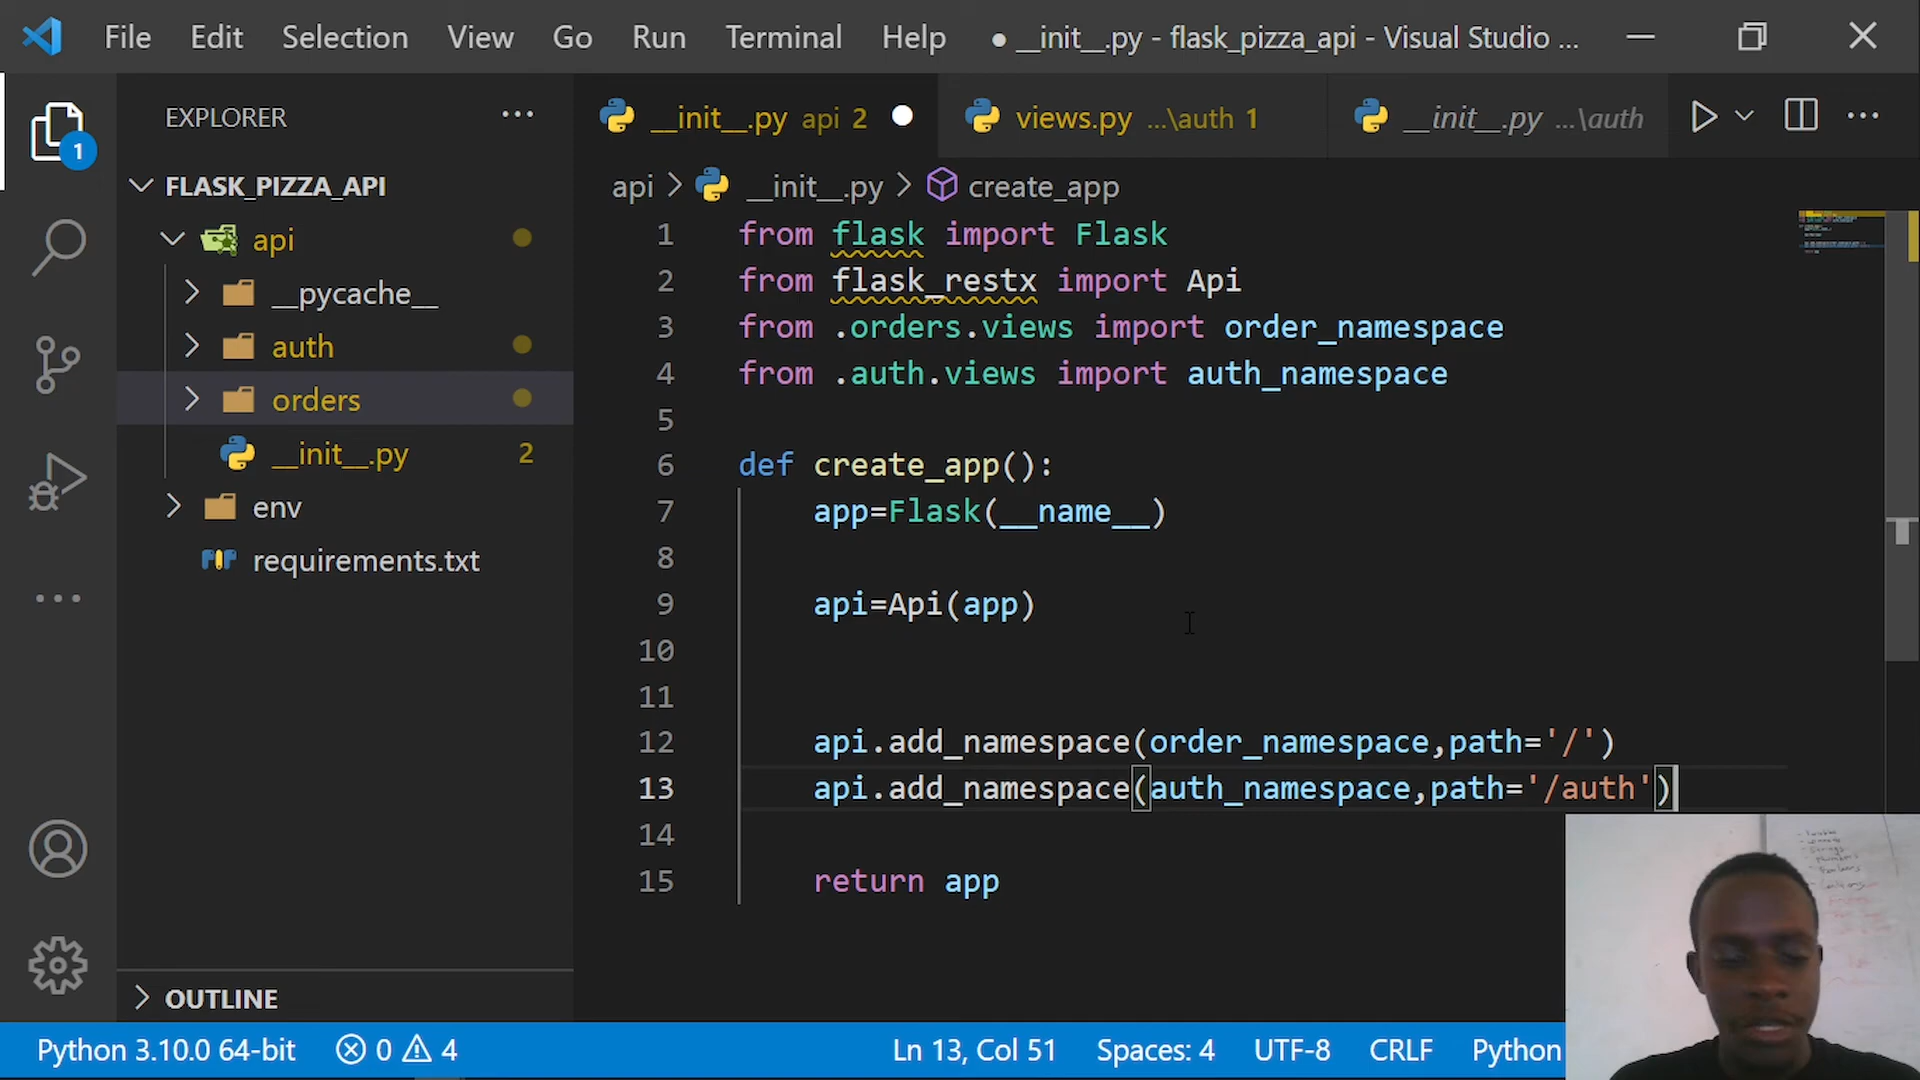 File Edit Selection View Go Run Terminal Help ● __init__.py - flask_pizza_api - Visual Studio ...
EXPLORER ...
__init__.py api 2 ●
views.py ...\auth 1
__init__.py ...\auth
1
FLASK_PIZZA_API
api
__pycache__
auth
orders
__init__.py 2
env
requirements.txt
OUTLINE
api > __init__.py > create_app
1 from flask import Flask
2 from flask_restx import Api
3 from .orders.views import order_namespace
4 from .auth.views import auth_namespace
5
6 def create_app():
7 app=Flask(__name__)
8
9 api=Api(app)
10
11
12 api.add_namespace(order_namespace,path='/')
13 api.add_namespace(auth_namespace,path='/auth')
14
15 return app
Python 3.10.0 64-bit 0 4 Ln 13, Col 51 Spaces: 4 UTF-8 CRLF Python